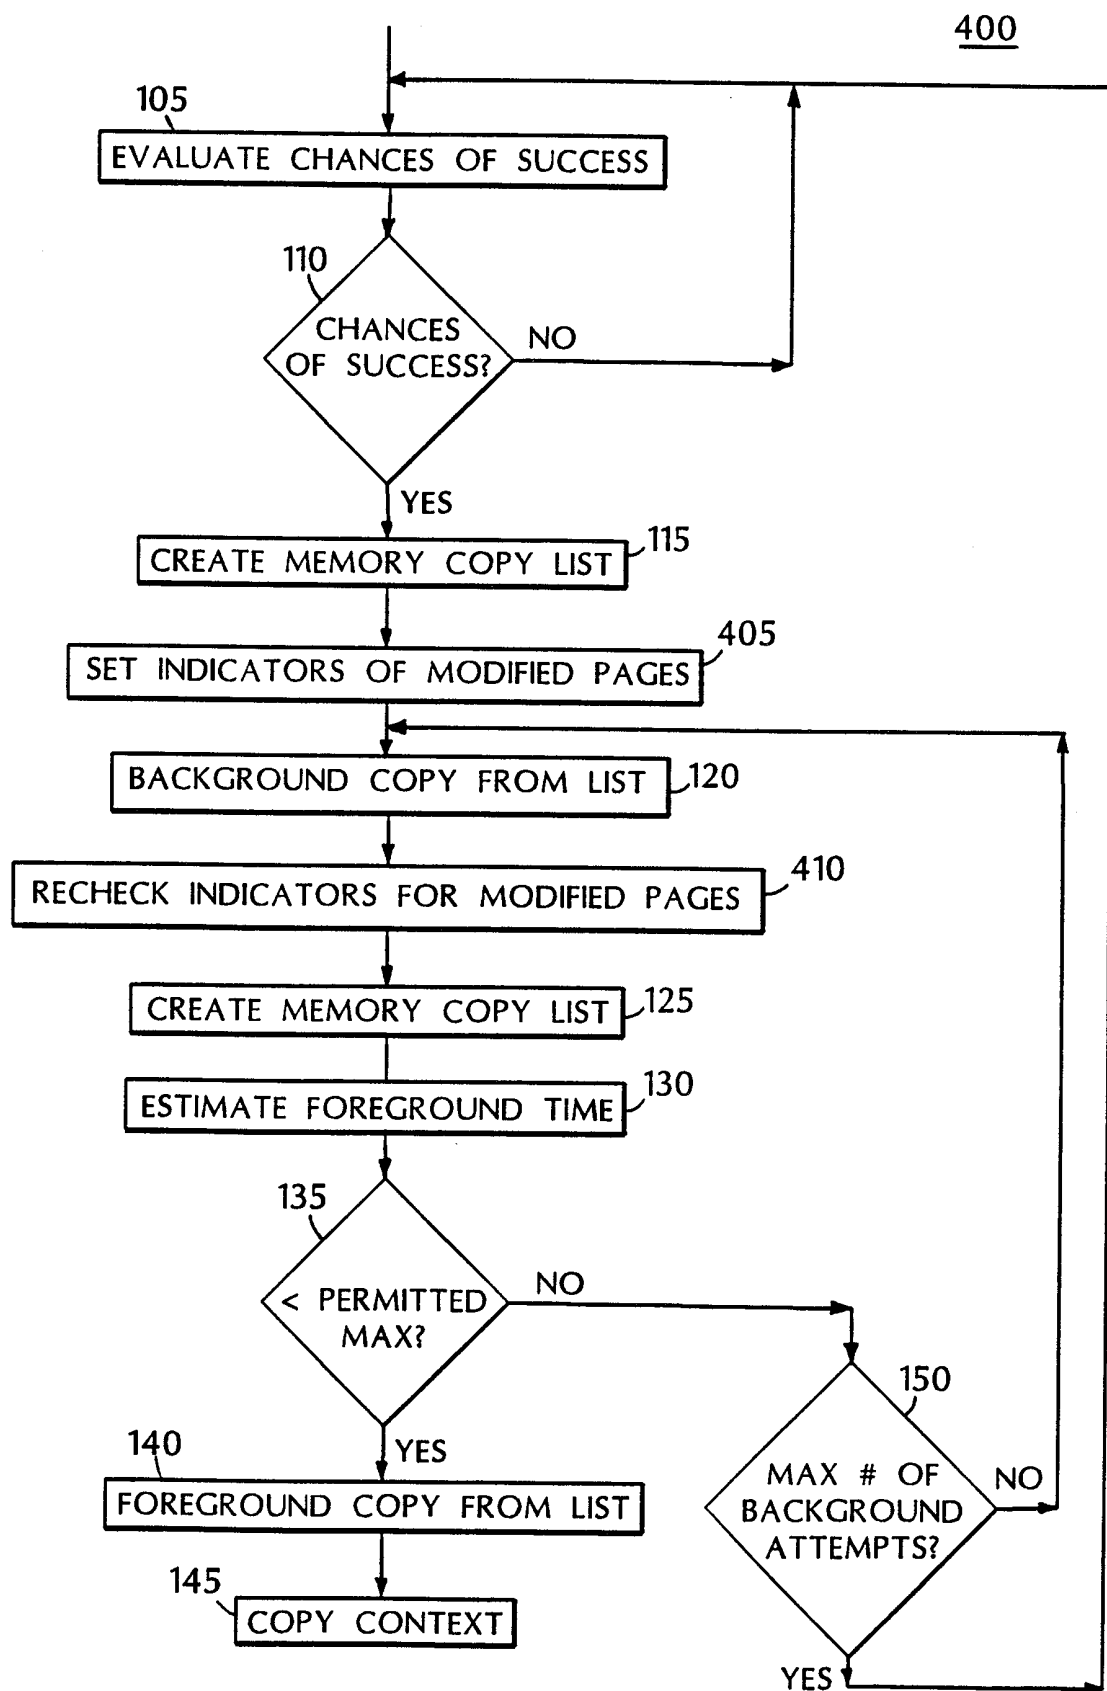 400
105
EVALUATE CHANCES OF SUCCESS
110
CHANCES
OF SUCCESS?
NO
YES
CREATE MEMORY COPY LIST
115
SET INDICATORS OF MODIFIED PAGES
405
BACKGROUND COPY FROM LIST
120
RECHECK INDICATORS FOR MODIFIED PAGES
410
CREATE MEMORY COPY LIST
125
ESTIMATE FOREGROUND TIME
130
135
< PERMITTED
MAX?
NO
YES
150
MAX # OF
BACKGROUND
ATTEMPTS?
NO
YES
140
FOREGROUND COPY FROM LIST
145
COPY CONTEXT